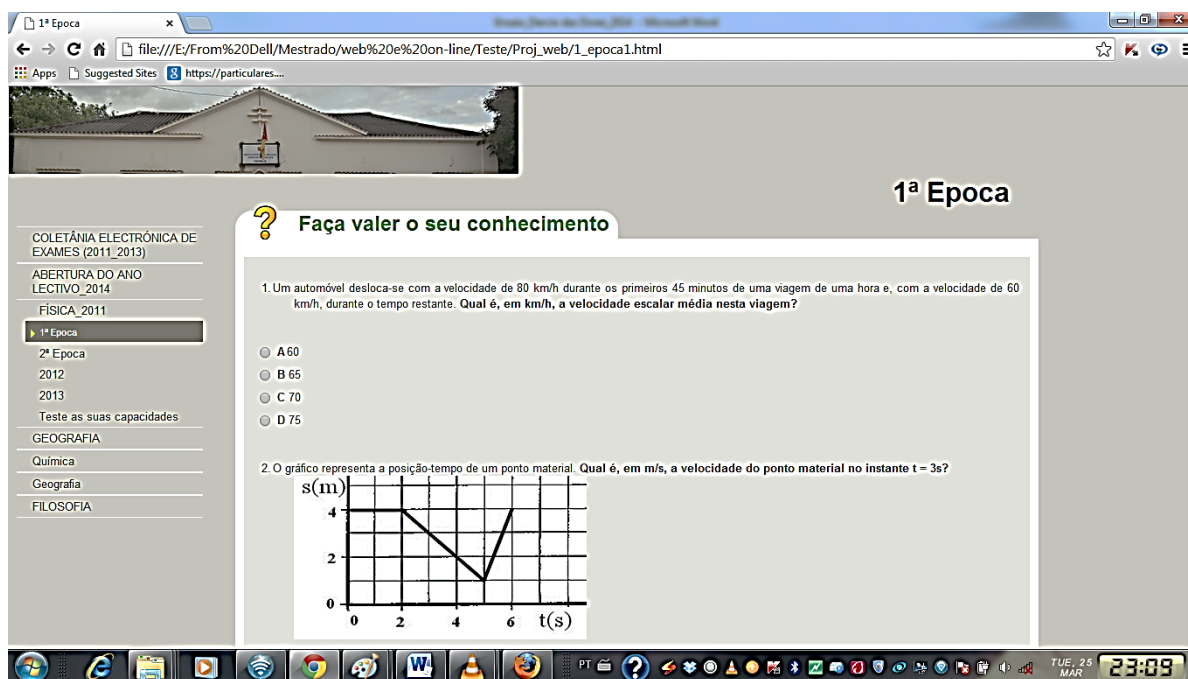 1ª Epoca
file:///E:/From%20Dell/Mestrado/web%20e%20on-line/Teste/Proj_web/1_epoca1.html
Apps Suggested Sites https://particulares....
1ª Epoca
Faça valer o seu conhecimento
COLETÂNIA ELECTRÓNICA DE
EXAMES (2011_2013)
ABERTURA DO ANO
LECTIVO_2014
FÍSICA_2011
1ª Epoca
2ª Epoca
2012
2013
Teste as suas capacidades
GEOGRAFIA
Química
Geografia
FILOSOFIA
1. Um automóvel desloca-se com a velocidade de 80 km/h durante os primeiros 45 minutos de uma viagem de uma hora e, com a velocidade de 60
km/h, durante o tempo restante. Qual é, em km/h, a velocidade escalar média nesta viagem?
A 60
B 65
C 70
D 75
2. O gráfico representa a posição-tempo de um ponto material. Qual é, em m/s, a velocidade do ponto material no instante t = 3s?
s(m)
4
2
0
0 2 4 6 t(s)
PT
TUE, 25
MAR
23:09